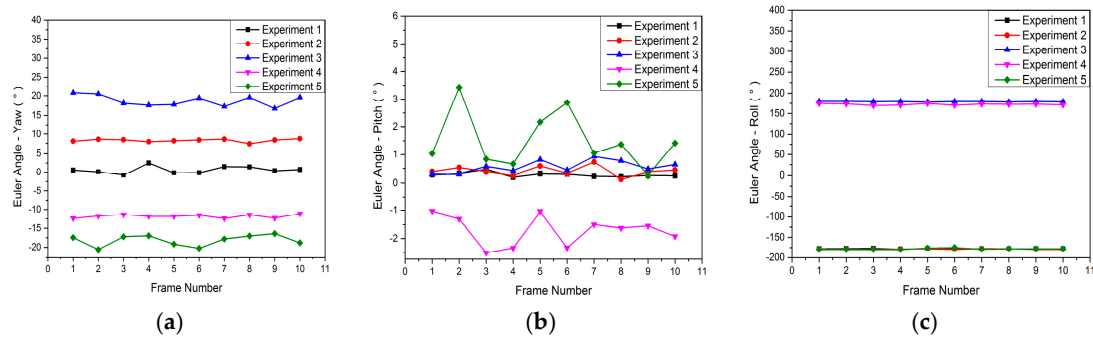 40
35
30
25
20
15
10
5
0
-5
-10
-15
-20
Euler Angle - Yaw ( ° )
Experiment 1
Experiment 2
Experiment 3
Experiment 4
Experiment 5
0 1 2 3 4 5 6 7 8 9 10 11
Frame Number
(a)
6
5
4
3
2
1
0
-1
-2
Euler Angle - Pitch ( ° )
Experiment 1
Experiment 2
Experiment 3
Experiment 4
Experiment 5
0 1 2 3 4 5 6 7 8 9 10 11
Frame Number
(b)
400
350
300
250
200
150
100
50
0
-50
-100
-150
-200
Euler Angle - Roll ( ° )
Experiment 1
Experiment 2
Experiment 3
Experiment 4
Experiment 5
0 1 2 3 4 5 6 7 8 9 10 11
Frame Number
(c)